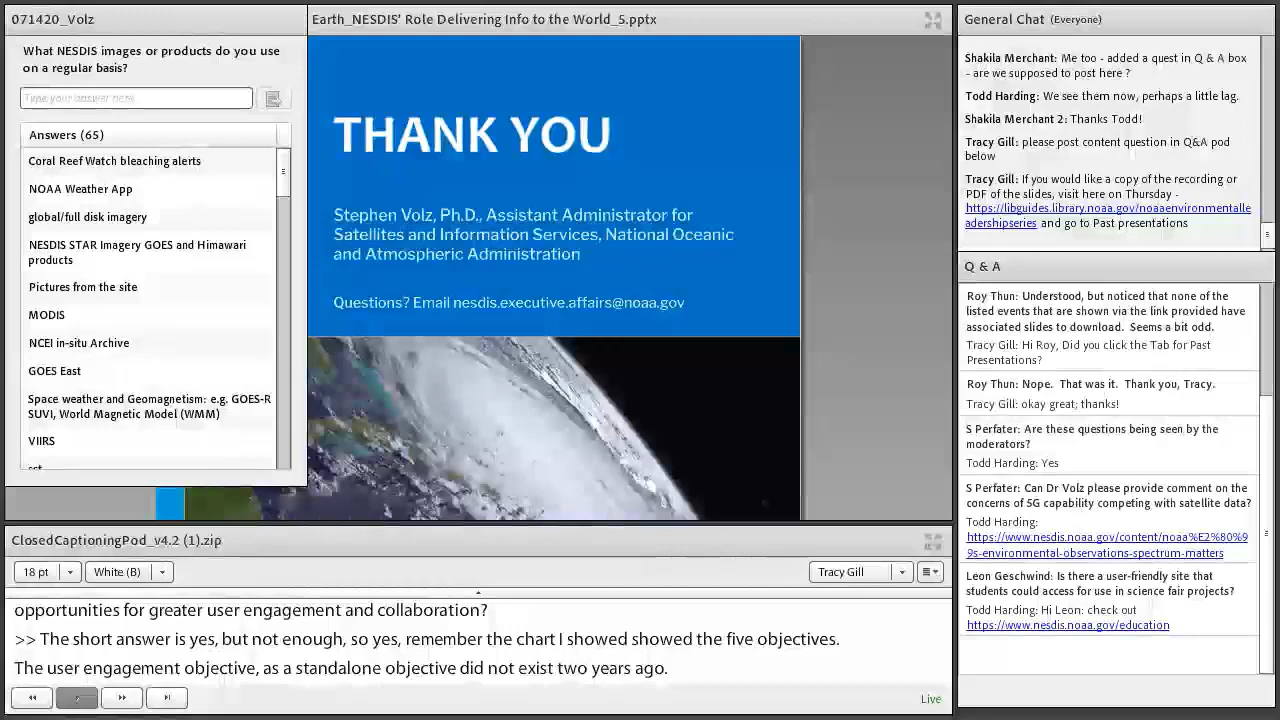 071420_Volz
What NESDIS images or products do you use
on a regular basis?
Type your answer here
Answers (65)
Coral Reef Watch bleaching alerts
NOAA Weather App
global/full disk imagery
NESDIS STAR Imagery GOES and Himawari
products
Pictures from the site
MODIS
NCEI in-situ Archive
GOES East
Space weather and Geomagnetism: e.g. GOES-R
SUVI, World Magnetic Model (WMM)
VIIRS
Earth_NESDIS' Role Delivering Info to the World_5.pptx
THANK YOU
Stephen Volz, Ph.D., Assistant Administrator for
Satellites and Information Services, National Oceanic
and Atmospheric Administration
Questions? Email nesdis.executive.affairs@noaa.gov
ClosedCaptioningPod_v4.2 (1).zip
18 pt
White (B)
Tracy Gill
opportunities for greater user engagement and collaboration?
>> The short answer is yes, but not enough, so yes, remember the chart I showed showed the five objectives.
The user engagement objective, as a standalone objective did not exist two years ago.
Live
General Chat (Everyone)
Shakila Merchant: Me too - added a quest in Q & A box
- are we supposed to post here ?
Todd Harding: We see them now, perhaps a little lag.
Shakila Merchant 2: Thanks Todd!
Tracy Gill: please post content question in Q&A pod
below
Tracy Gill: If you would like a copy of the recording or
PDF of the slides, visit here on Thursday -
https://libguides.library.noaa.gov/noaaenvironmentalle
adershipseries and go to Past presentations
Q & A
Roy Thun: Understood, but noticed that none of the
listed events that are shown via the link provided have
associated slides to download. Seems a bit odd.
Tracy Gill: Hi Roy, Did you click the Tab for Past
Presentations?
Roy Thun: Nope. That was it. Thank you, Tracy.
Tracy Gill: okay great; thanks!
S Perfater: Are these questions being seen by the
moderators?
Todd Harding: Yes
S Perfater: Can Dr Volz please provide comment on the
concerns of 5G capability competing with satellite data?
Todd Harding:
https://www.nesdis.noaa.gov/content/noaa%E2%80%9
9s-environmental-observations-spectrum-matters
Leon Geschwind: Is there a user-friendly site that
students could access for use in science fair projects?
Todd Harding: Hi Leon: check out
https://www.nesdis.noaa.gov/education